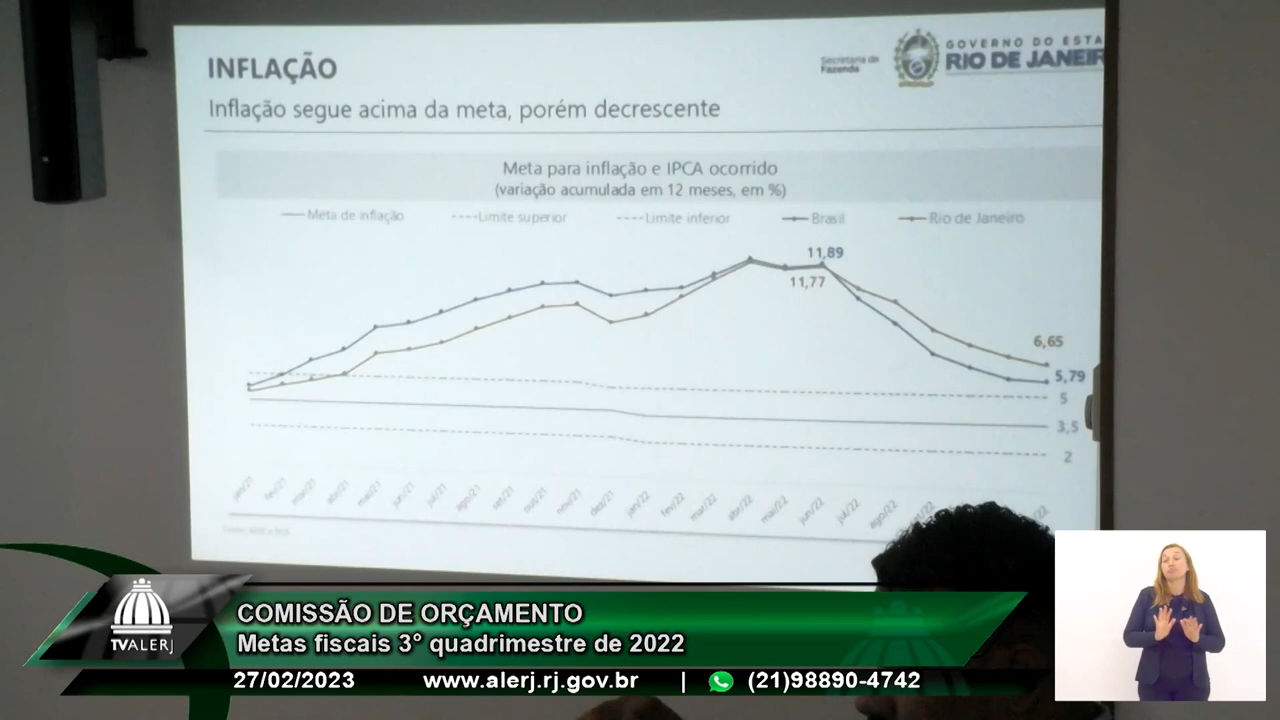 INFLAÇÃO
Inflação segue acima da meta, porém decrescente
Secretaria de
Fazenda
GOVERNO DO ESTA
RIO DE JANEIR
Meta para inflação e IPCA ocorrido
(variação acumulada em 12 meses, em %)
Meta de inflação
Limite superior
Limite inferior
Brasil
Rio de Janeiro
11,89
11,77
6,65
5,79
5
3,5
2
jan/21
fev/21
mar/21
abr/21
mai/21
jun/21
jul/21
ago/21
set/21
out/21
nov/21
dez/21
jan/22
fev/22
mar/22
abr/22
mai/22
jun/22
jul/22
ago/22
TVALERJ
COMISSÃO DE ORÇAMENTO
Metas fiscais 3° quadrimestre de 2022
27/02/2023 www.alerj.rj.gov.br | (21)98890-4742